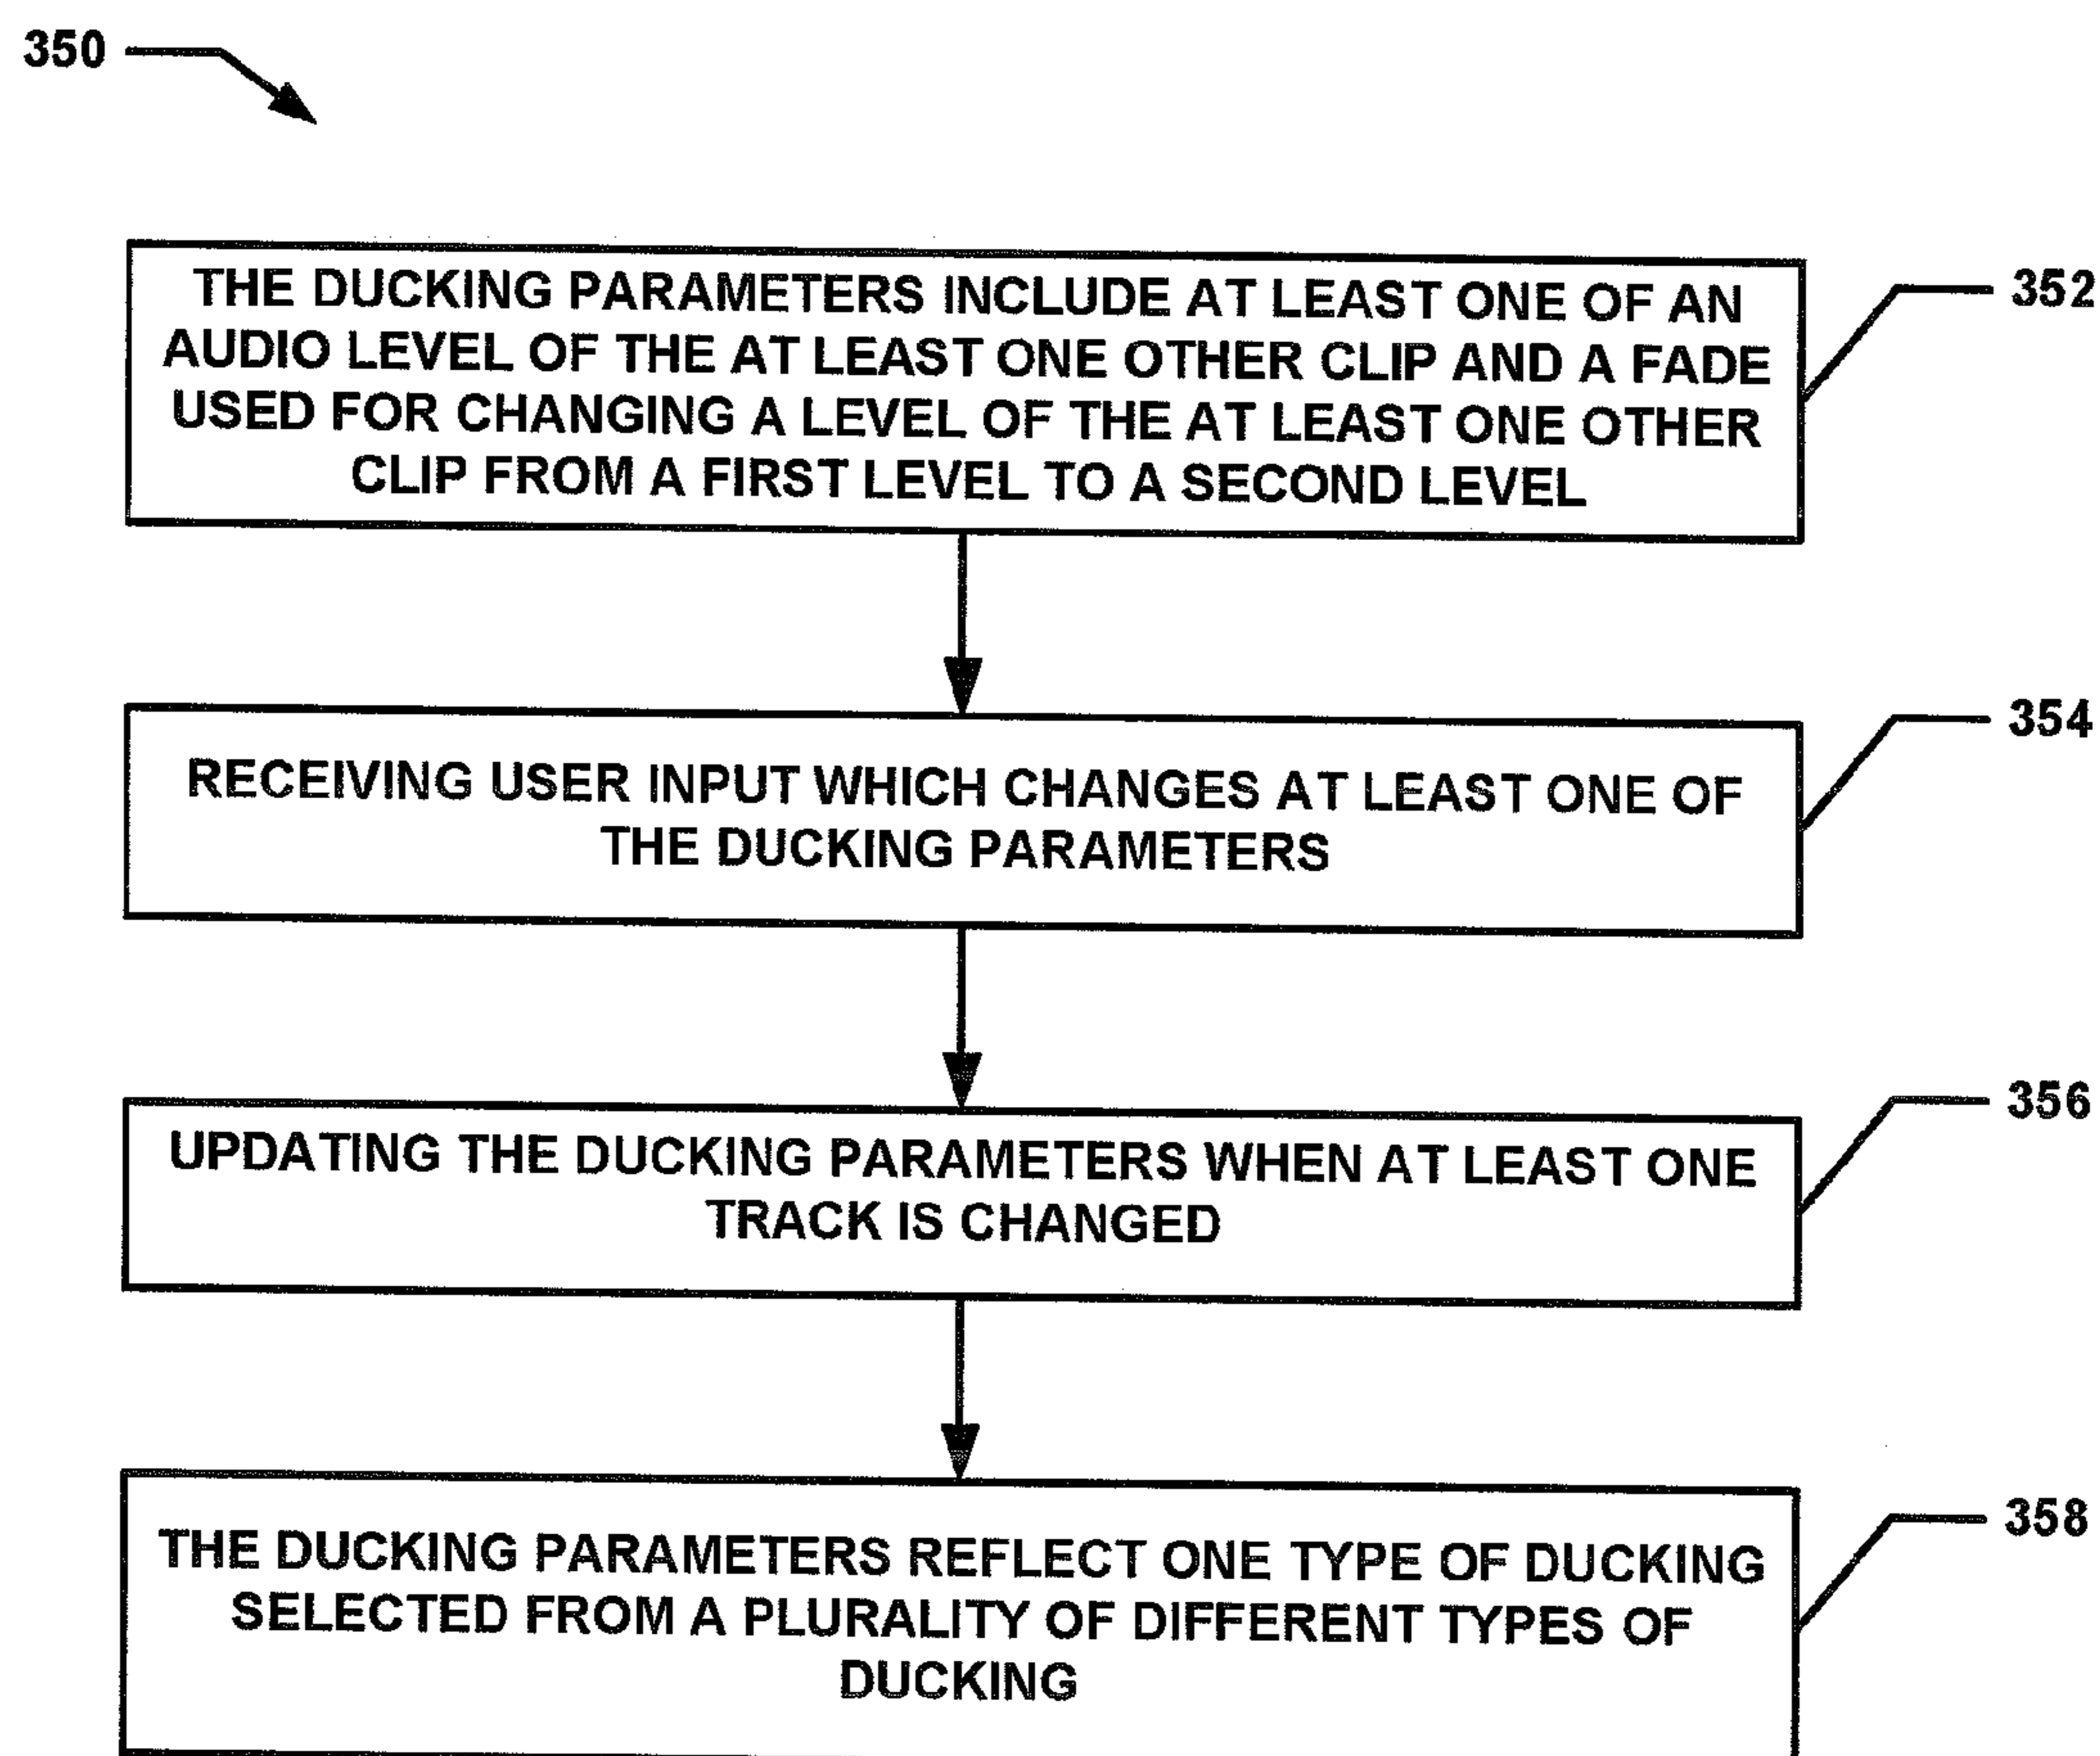 350
THE DUCKING PARAMETERS INCLUDE AT LEAST ONE OF AN
AUDIO LEVEL OF THE AT LEAST ONE OTHER CLIP AND A FADE
USED FOR CHANGING A LEVEL OF THE AT LEAST ONE OTHER
CLIP FROM A FIRST LEVEL TO A SECOND LEVEL
352
RECEIVING USER INPUT WHICH CHANGES AT LEAST ONE OF
THE DUCKING PARAMETERS
354
UPDATING THE DUCKING PARAMETERS WHEN AT LEAST ONE
TRACK IS CHANGED
356
THE DUCKING PARAMETERS REFLECT ONE TYPE OF DUCKING
SELECTED FROM A PLURALITY OF DIFFERENT TYPES OF
DUCKING
358